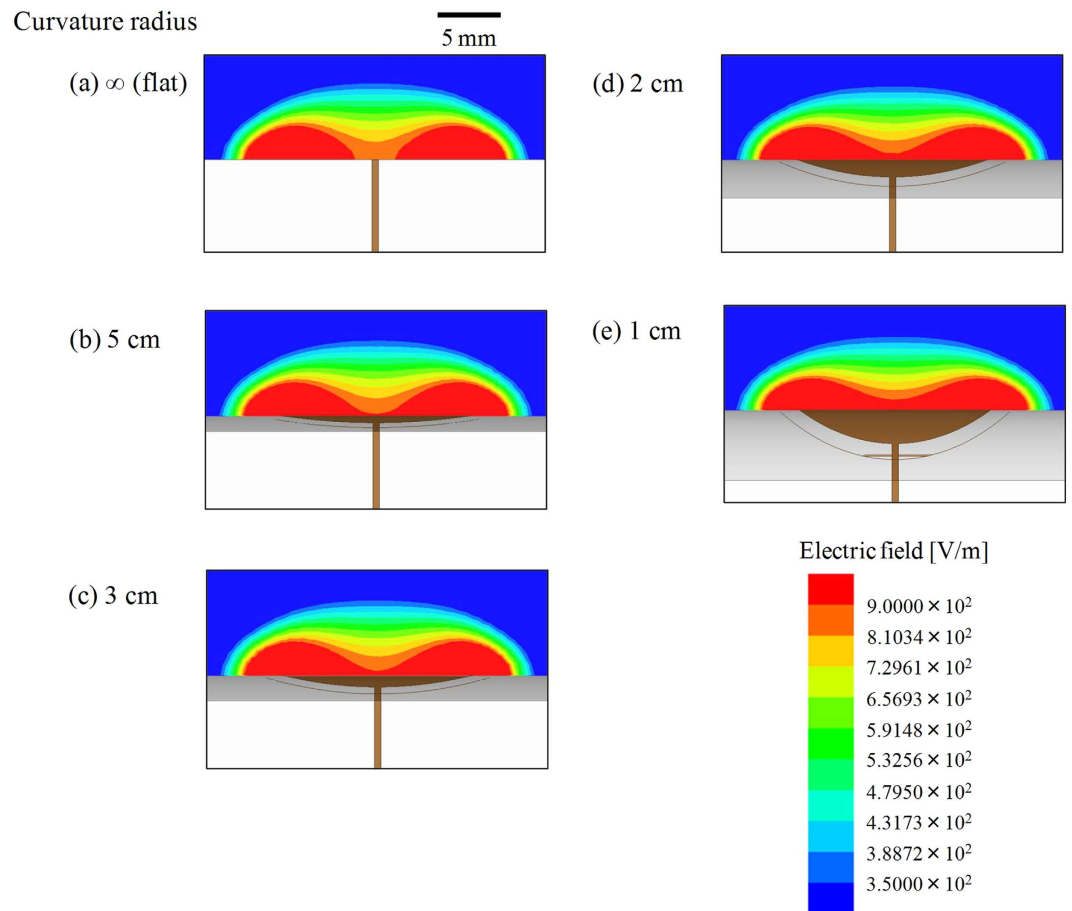 Curvature radius
5 mm
(a) ∞ (flat)
(d) 2 cm
(b) 5 cm
(e) 1 cm
(c) 3 cm
Electric field [V/m]
9.0000 × 10²
8.1034 × 10²
7.2961 × 10²
6.5693 × 10²
5.9148 × 10²
5.3256 × 10²
4.7950 × 10²
4.3173 × 10²
3.8872 × 10²
3.5000 × 10²